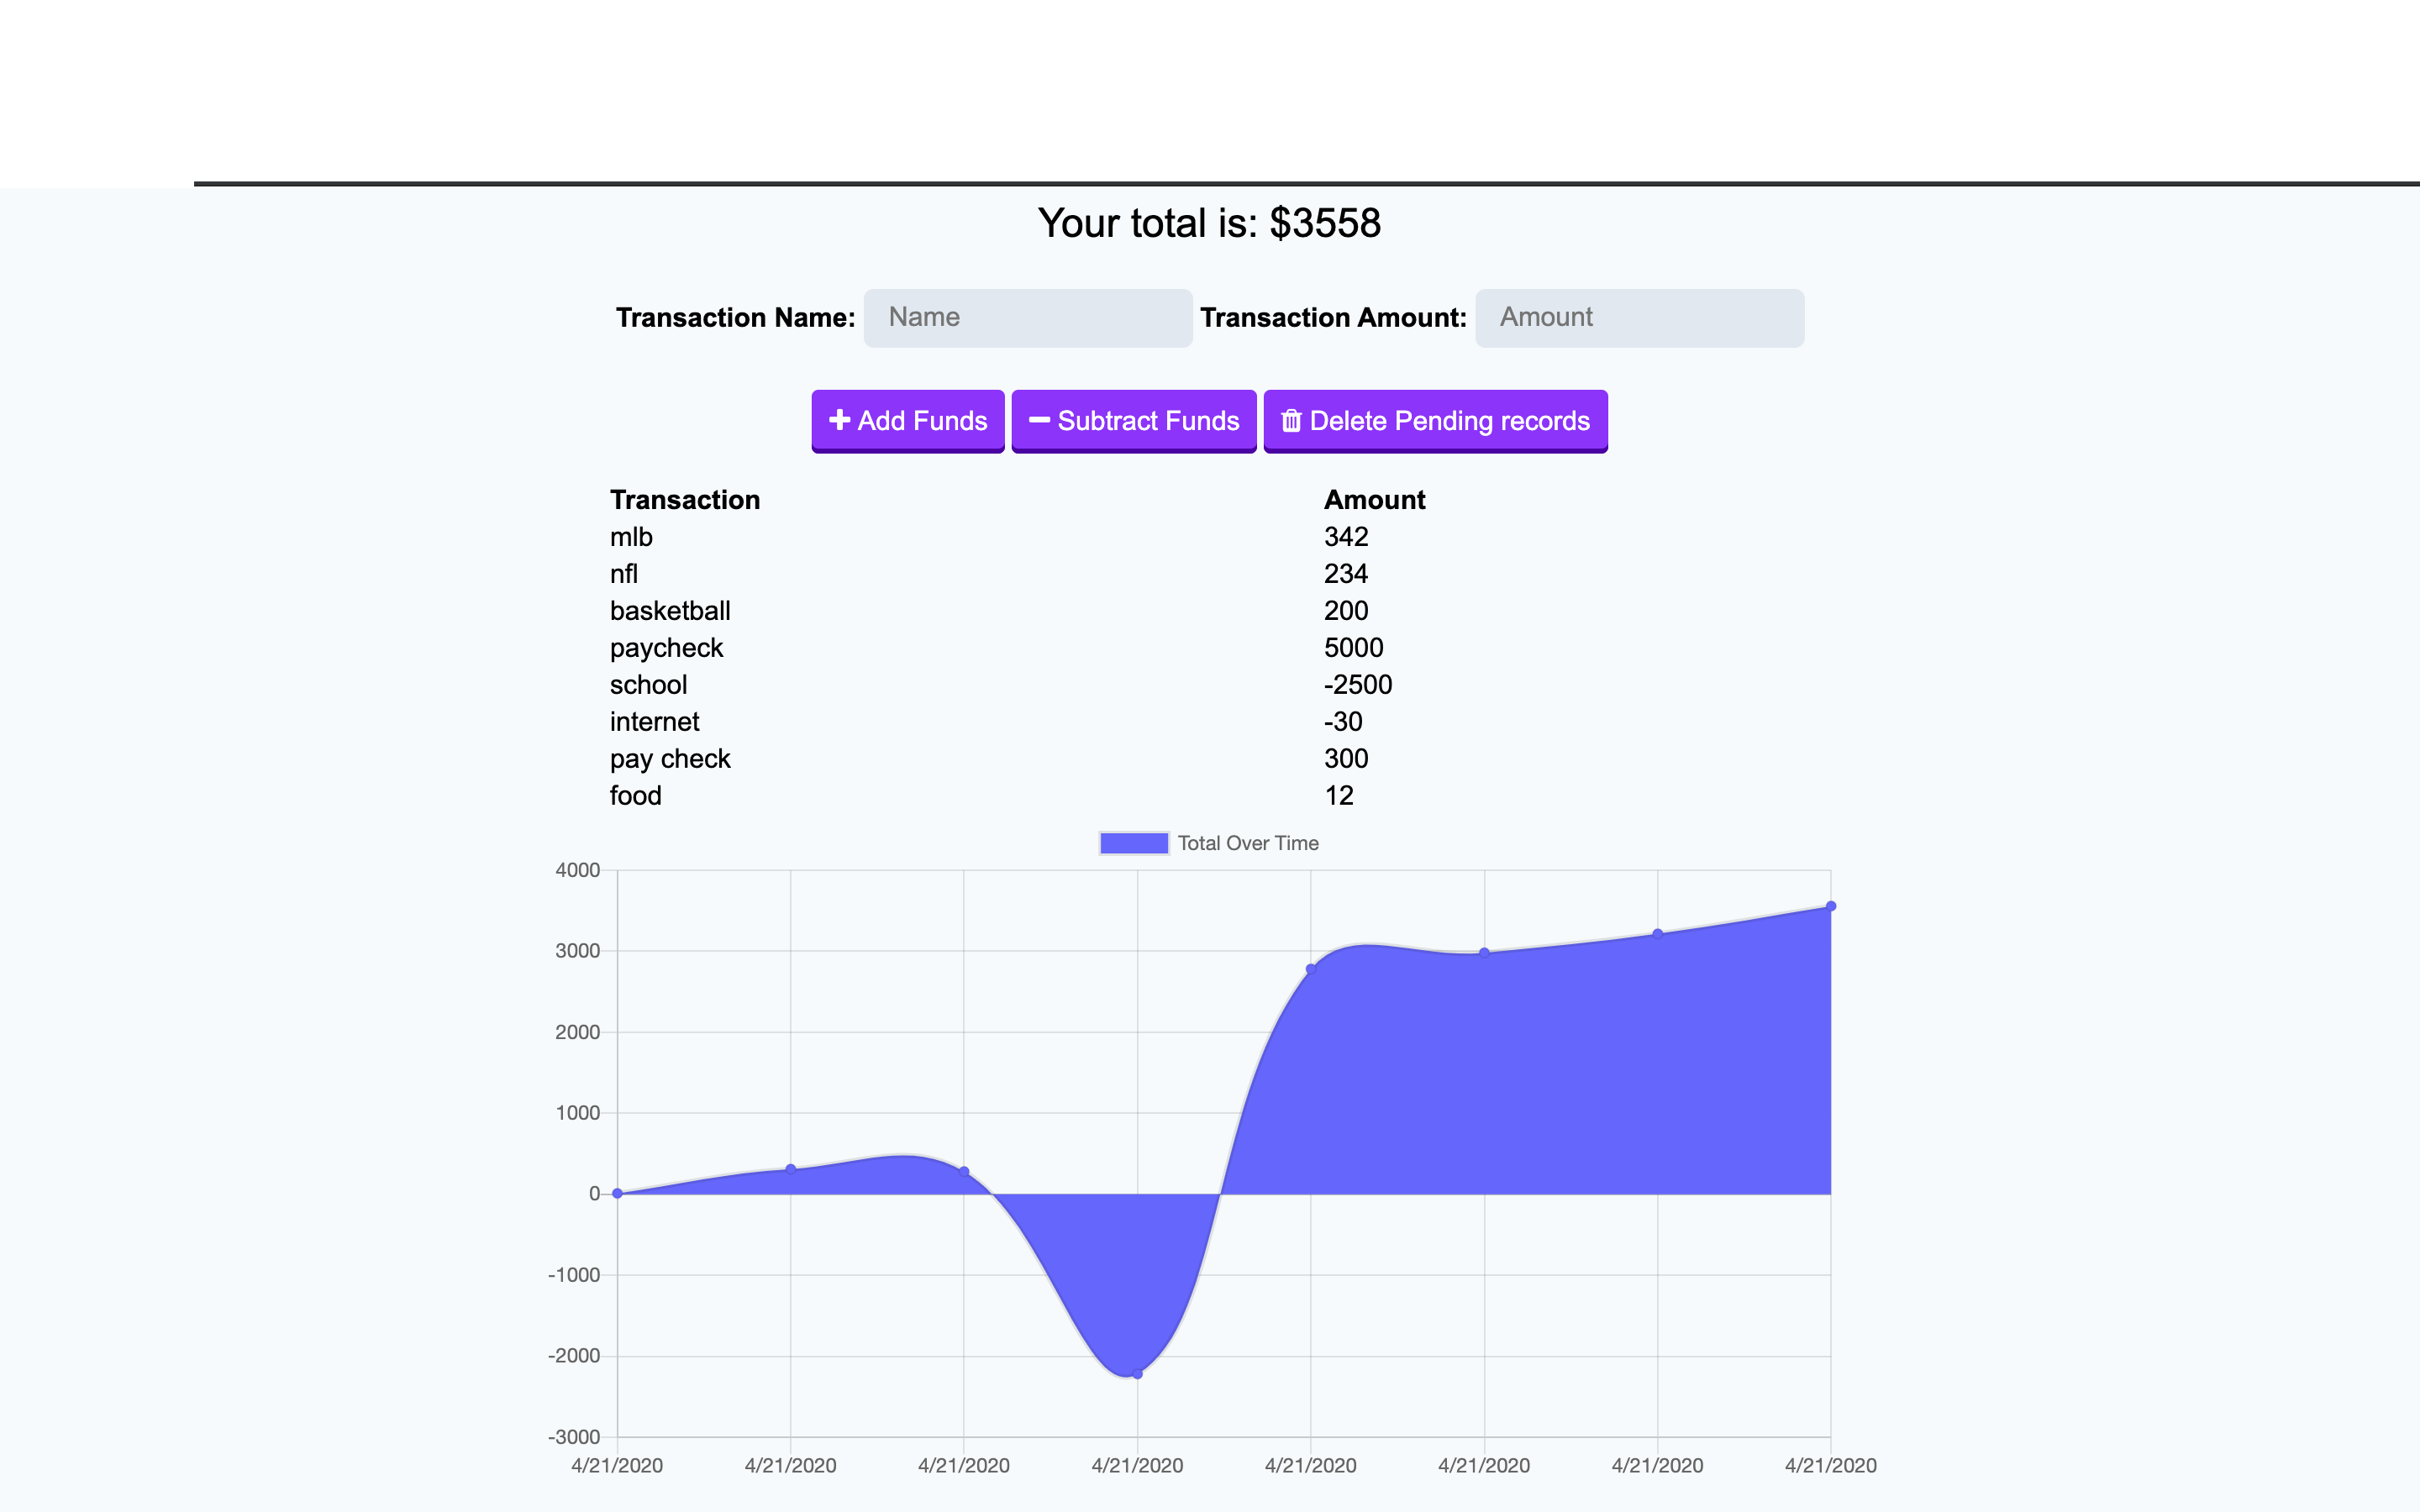 Your total is: $3558
Transaction Name: Name Transaction Amount: Amount
Add Funds Subtract Funds Delete Pending records
Transaction Amount
mlb 342
nfl 234
basketball 200
paycheck 5000
school -2500
internet -30
pay check 300
food 12
Total Over Time
4000
3000
2000
1000
0
-1000
-2000
-3000
4/21/2020 4/21/2020 4/21/2020 4/21/2020 4/21/2020 4/21/2020 4/21/2020 4/21/2020